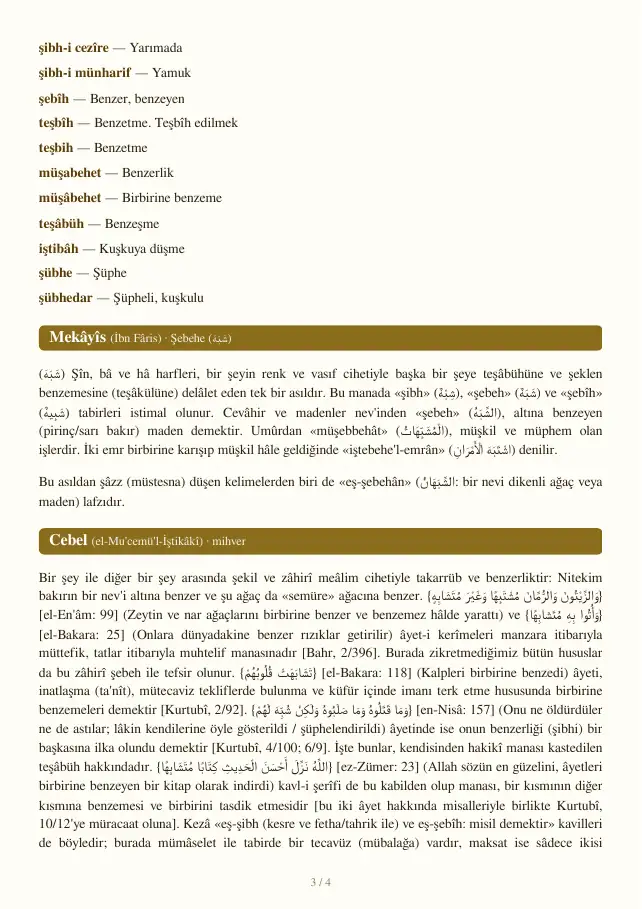 şibh-i cezîre — Yarımada
şibh-i münharif — Yamuk
şebîh — Benzer, benzeyen
teşbîh — Benzetme. Teşbîh edilmek
teşbih — Benzetme
müşabehet — Benzerlik
müşâbehet — Birbirine benzeme
teşâbüh — Benzeşme
iştibâh — Kuşkuya düşme
şübhe — Şüphe
şübhedar — Şüpheli, kuşkulu
Mekâyîs (İbn Fâris) · Şebehe (شَبَهَ)
(شَبَهَ) Şîn, bâ ve hâ harfleri, bir şeyin renk ve vasıf cihetiyle başka bir şeye teşâbühüne ve şeklen
benzemesine (teşâkülüne) delâlet eden tek bir asıldır. Bu manada «şibh» (شِبْهٌ), «şebeh» (شَبَهٌ) ve «şebîh»
(شَبِيهٌ) tabirleri istimal olunur. Cevâhir ve madenler nev'inden «şebeh» (الشَّبَهُ), altına benzeyen
(pirinç/sarı bakır) maden demektir. Umûrdan «müşebbehât» (الْمُشَبَّهَاتُ), müşkil ve müphem olan
işlerdir. İki emr birbirine karışıp müşkil hâle geldiğinde «iştebehe'l-emrân» (اشْتَبَهَ الْأَمْرَانِ) denilir.
Bu asıldan şâzz (müstesna) düşen kelimelerden biri de «eş-şebehân» (الشَّبَهَانُ: bir nevi dikenli ağaç veya
maden) lafzıdır.
Cebel (el-Mu'cemü'l-İştikâkî) · mihver
Bir şey ile diğer bir şey arasında şekil ve zâhirî meâlim cihetiyle takarrüb ve benzerliktir: Nitekim
bakırın bir nev'i altına benzer ve şu ağaç da «semüre» ağacına benzer. {وَالزَّيْتُونَ وَالرُّمَّانَ مُشْتَبِهًا وَغَيْرَ مُتَشَابِهٍ}
[el-En'âm: 99] (Zeytin ve nar ağaçlarını birbirine benzer ve benzemez hâlde yarattı) ve {وَأُتُوا بِهِ مُتَشَابِهًا}
[el-Bakara: 25] (Onlara dünyadakine benzer rızıklar getirilir) âyet-i kerîmeleri manzara itibarıyla
müttefik, tatlar itibarıyla muhtelif manasınadır [Bahr, 2/396]. Burada zikretmediğimiz bütün hususlar
da bu zâhirî şebeh ile tefsir olunur. {تَشَابَهَتْ قُلُوبُهُمْ} [el-Bakara: 118] (Kalpleri birbirine benzedi) âyeti,
inatlaşma (ta'nît), mütecaviz tekliflerde bulunma ve küfür içinde imanı terk etme hususunda birbirine
benzemeleri demektir [Kurtubî, 2/92]. {وَمَا قَتَلُوهُ وَمَا صَلَبُوهُ وَلَكِنْ شُبِّهَ لَهُمْ} [en-Nisâ: 157] (Onu ne öldürdüler
ne de astılar; lâkin kendilerine öyle gösterildi / şüphelendirildi) âyetinde ise onun benzerliği (şibhi) bir
başkasına ilka olundu demektir [Kurtubî, 4/100; 6/9]. İşte bunlar, kendisinden hakikî manası kastedilen
teşâbüh hakkındadır. {اللَّهُ نَزَّلَ أَحْسَنَ الْحَدِيثِ كِتَابًا مُتَشَابِهًا} [ez-Zümer: 23] (Allah sözün en güzelini, âyetleri
birbirine benzeyen bir kitap olarak indirdi) kavl-i şerîfi de bu kabilden olup manası, bir kısmının diğer
kısmına benzemesi ve birbirini tasdik etmesidir [bu iki âyet hakkında misalleriyle birlikte Kurtubî,
10/12'ye müracaat oluna]. Kezâ «eş-şibh (kesre ve fetha/tahrik ile) ve eş-şebîh: misil demektir» kavilleri
de böyledir; burada mümâselet ile tabirde bir tecavüz (mübalağa) vardır, maksat ise sâdece ikisi
3 / 4